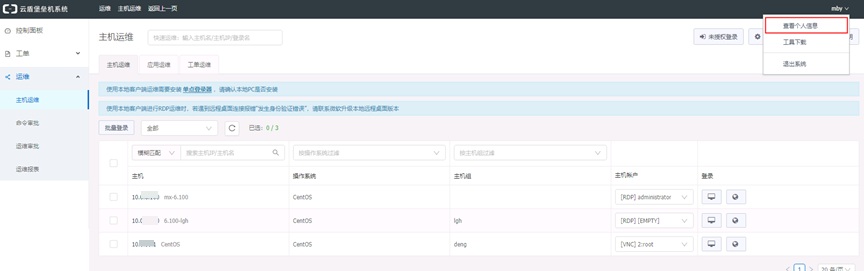 云盾堡垒机系统 运维 主机运维 返回上一页 mby
控制面板
工单
运维
主机运维
命令审批
运维审批
运维报表
主机运维 快速运维：输入主机名/主机IP/登录名 未授权登录
查看个人信息
工具下载
退出系统
主机运维 应用运维 工单运维
使用本地客户端运维需要安装 单点登录器 ，请确认本地PC是否安装
使用本地客户端进行RDP运维时，若遇到远程桌面连接报错“发生身份验证错误”，请联系微软升级本地远程桌面版本
批量登录 全部 已选：0 / 3
模糊匹配 搜索主机IP/主机名 按操作系统过滤 按主机组过滤
主机 操作系统 主机组 主机账户 登录
10. mx-6.100 CentOS [RDP] administrator
10. 6.100-lgh CentOS lgh [RDP] [EMPTY]
10. CentOS CentOS deng [VNC] 2:root
1 20 条/页